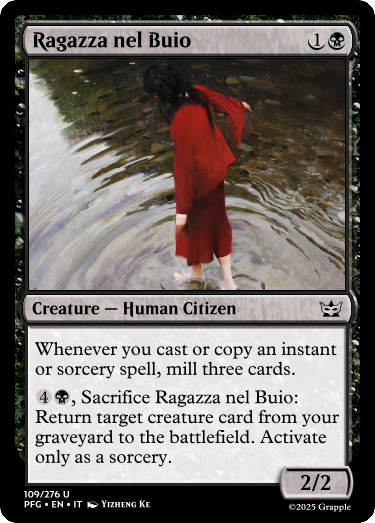 Ragazza nel Buio 1
Creature — Human Citizen
Whenever you cast or copy an instant
or sorcery spell, mill three cards.
4 , Sacrifice Ragazza nel Buio:
Return target creature card from your
graveyard to the battlefield. Activate
only as a sorcery.
2/2
109/276 U
PFG • EN • IT Yizheng Ke
©2025 Grapple